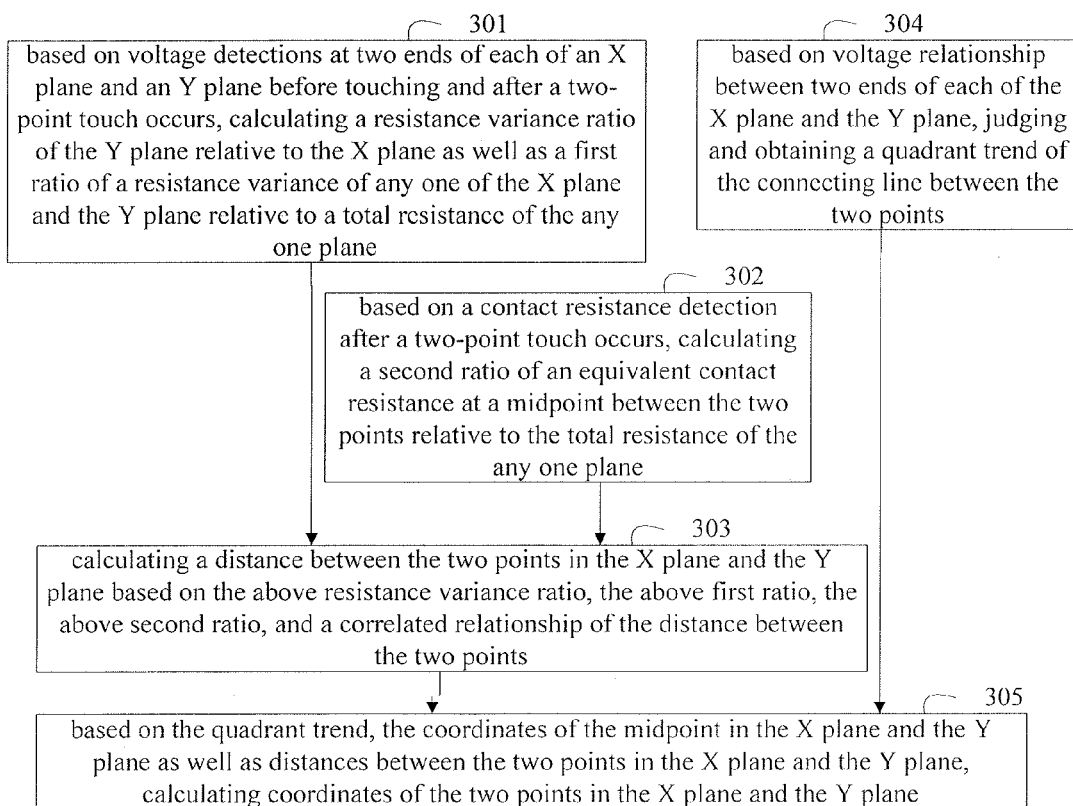 301
based on voltage detections at two ends of each of an X
plane and an Y plane before touching and after a two-
point touch occurs, calculating a resistance variance ratio
of the Y plane relative to the X plane as well as a first
ratio of a resistance variance of any one of the X plane
and the Y plane relative to a total resistance of the any
one plane
304
based on voltage relationship
between two ends of each of the
X plane and the Y plane, judging
and obtaining a quadrant trend of
the connecting line between the
two points
302
based on a contact resistance detection
after a two-point touch occurs, calculating
a second ratio of an equivalent contact
resistance at a midpoint between the two
points relative to the total resistance of the
any one plane
303
calculating a distance between the two points in the X plane and the Y
plane based on the above resistance variance ratio, the above first ratio, the
above second ratio, and a correlated relationship of the distance between
the two points
305
based on the quadrant trend, the coordinates of the midpoint in the X plane and the Y
plane as well as distances between the two points in the X plane and the Y plane,
calculating coordinates of the two points in the X plane and the Y plane